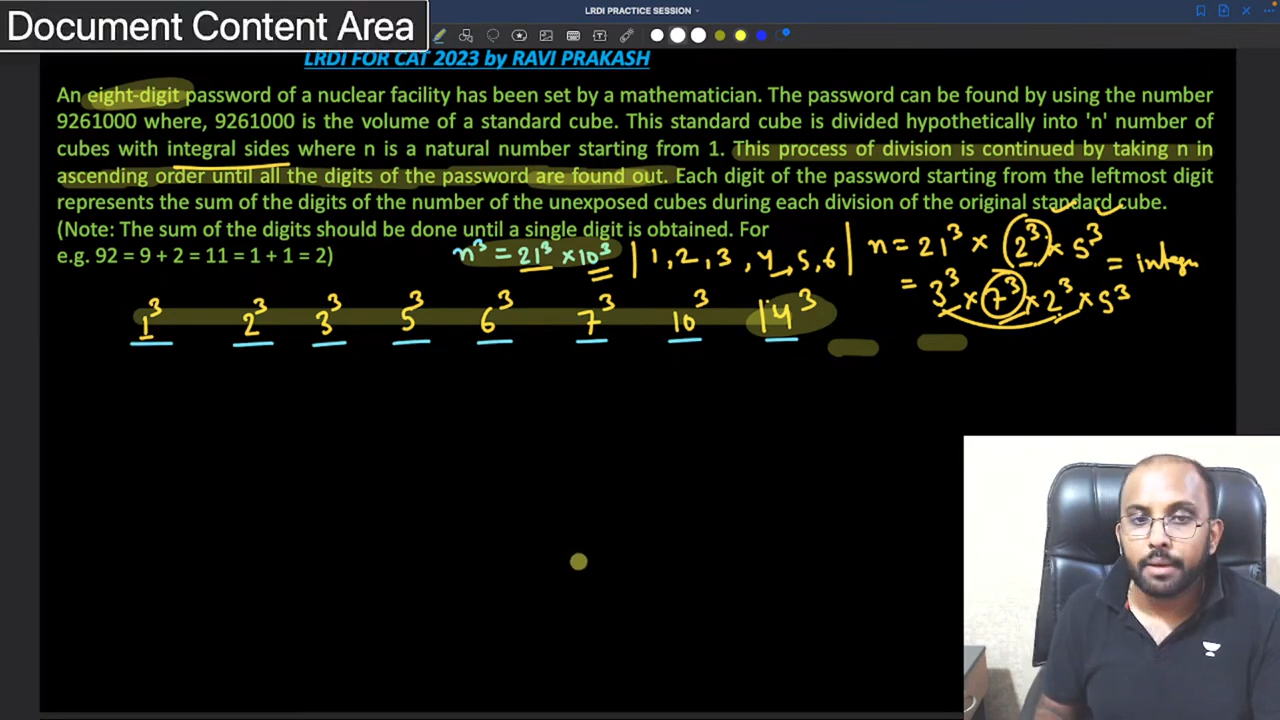 Document Content Area
LRDI PRACTICE SESSION
LRDI FOR CAT 2023 by RAVI PRAKASH
An eight-digit password of a nuclear facility has been set by a mathematician. The password can be found by using the number
9261000 where, 9261000 is the volume of a standard cube. This standard cube is divided hypothetically into 'n' number of
cubes with integral sides where n is a natural number starting from 1. This process of division is continued by taking n in
ascending order until all the digits of the password are found out. Each digit of the password starting from the leftmost digit
represents the sum of the digits of the number of the unexposed cubes during each division of the original standard cube.
(Note: The sum of the digits should be done until a single digit is obtained. For
e.g. 92 = 9 + 2 = 11 = 1 + 1 = 2)
n³ = 21³ × 10³ | 1, 2, 3, 4, 5, 6 | n = 21³ × 2³ × 5³
= 3³ × 7³ × 2³ × 5³ = integ
1³ 2³ 3³ 5³ 6³ 7³ 10³ 14³